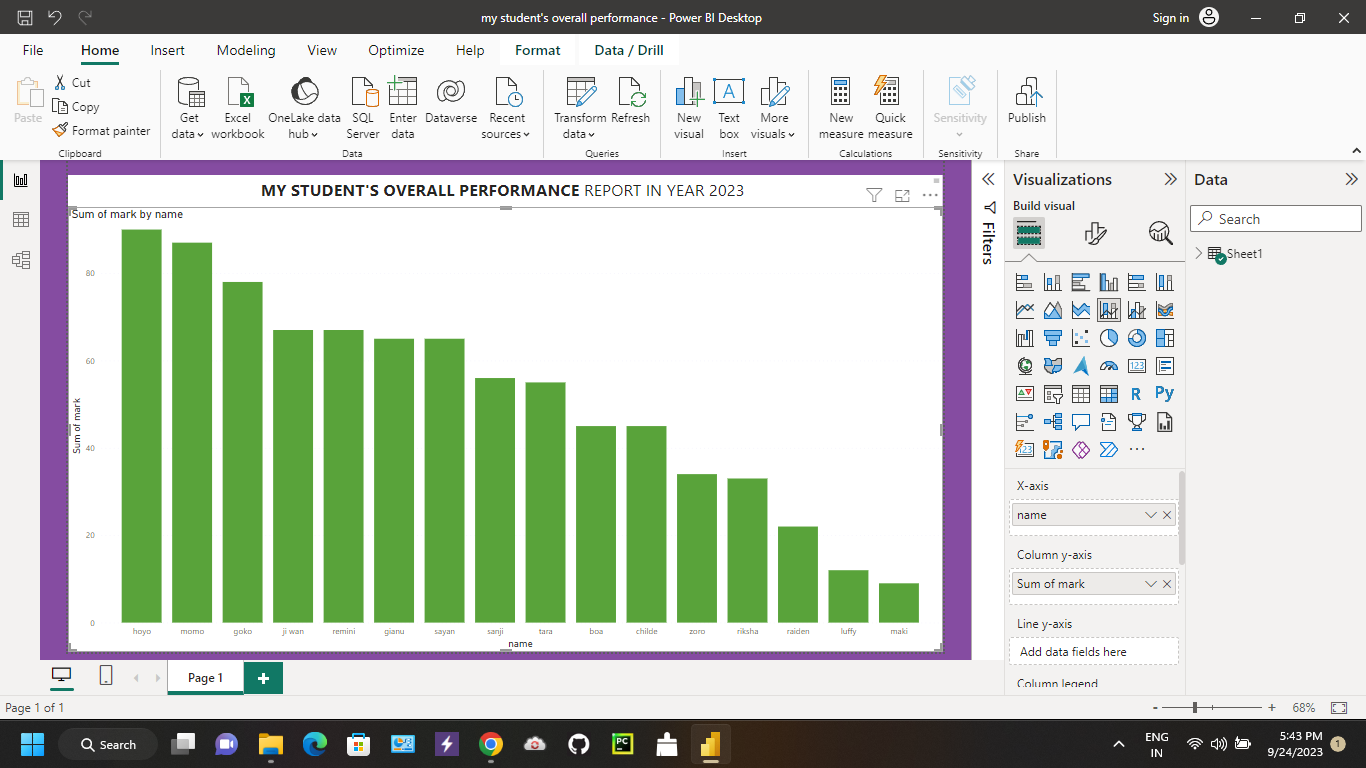 my student's overall performance - Power BI Desktop
Sign in
File Home Insert Modeling View Optimize Help Format Data / Drill
Paste
Cut
Copy
Format painter
Clipboard
Get data
Excel workbook
OneLake data hub
SQL Server
Enter data
Dataverse
Recent sources
Data
Transform data
Refresh
Queries
New visual
Text box
More visuals
Insert
New measure
Quick measure
Calculations
Sensitivity
Sensitivity
Publish
Share
MY STUDENT'S OVERALL PERFORMANCE REPORT IN YEAR 2023
Sum of mark by name
Sum of mark
80
60
40
20
0
hoyo momo goko ji wan remini gianu sayan sanji tara boa childe zoro riksha raiden luffy maki
name
Filters
Visualizations
Build visual
123
R
Py
123
X-axis
name
Column y-axis
Sum of mark
Line y-axis
Add data fields here
Column legend
Data
Search
Sheet1
Page 1
Page 1 of 1
- + 68%
Search
PC
ENG
IN
5:43 PM
9/24/2023
1